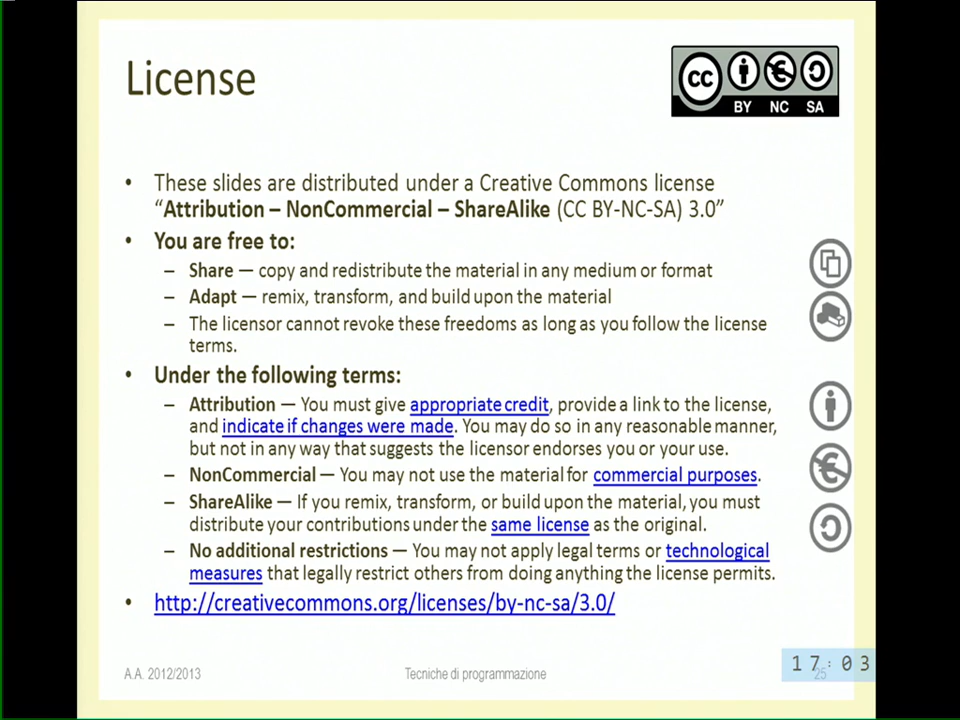 License
cc
BY NC SA
• These slides are distributed under a Creative Commons license
“Attribution – NonCommercial – ShareAlike (CC BY-NC-SA) 3.0”
• You are free to:
– Share — copy and redistribute the material in any medium or format
– Adapt — remix, transform, and build upon the material
– The licensor cannot revoke these freedoms as long as you follow the license
terms.
• Under the following terms:
– Attribution — You must give appropriate credit, provide a link to the license,
and indicate if changes were made. You may do so in any reasonable manner,
but not in any way that suggests the licensor endorses you or your use.
– NonCommercial — You may not use the material for commercial purposes.
– ShareAlike — If you remix, transform, or build upon the material, you must
distribute your contributions under the same license as the original.
– No additional restrictions — You may not apply legal terms or technological
measures that legally restrict others from doing anything the license permits.
• http://creativecommons.org/licenses/by-nc-sa/3.0/
A.A. 2012/2013
Tecniche di programmazione
25
17:03